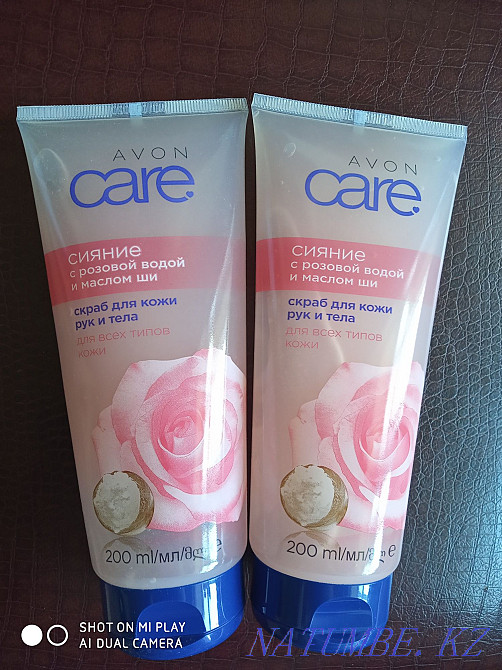 AVON
care
сияние
с розовой водой
и маслом ши
скраб для кожи
рук и тела
для всех типов
кожи
200 ml/мл/მლ ℮
AVON
care
сияние
с розовой водой
и маслом ши
скраб для кожи
рук и тела
для всех типов
кожи
200 ml/мл/მლ ℮
SHOT ON MI PLAY
AI DUAL CAMERA
NATUMBE.KZ